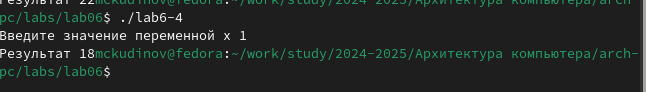 Результат 22mckudinov@fedora:~/work/study/2024-2025/Архитектура компьютера/arch-
pc/labs/lab06$ ./lab6-4
Введите значение переменной x 1
Результат 18mckudinov@fedora:~/work/study/2024-2025/Архитектура компьютера/arch-
pc/labs/lab06$